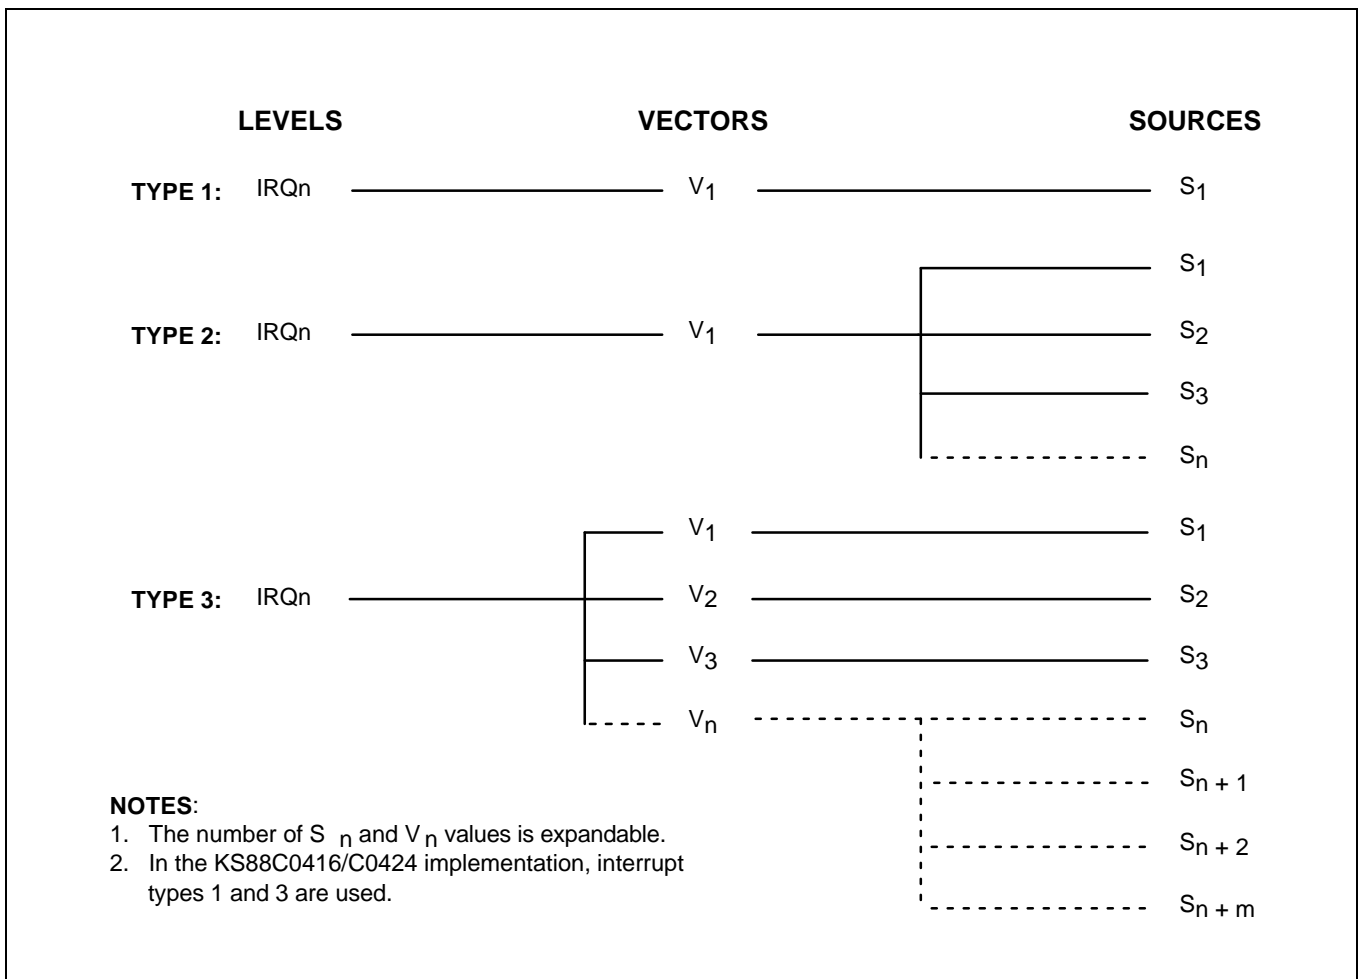 LEVELS VECTORS SOURCES
TYPE 1: IRQn V1 S1
S1
TYPE 2: IRQn V1 S2
S3
Sn
V1 S1
TYPE 3: IRQn V2 S2
V3 S3
Vn Sn
Sn + 1
Sn + 2
Sn + m
NOTES:
1. The number of S n and V n values is expandable.
2. In the KS88C0416/C0424 implementation, interrupt
types 1 and 3 are used.